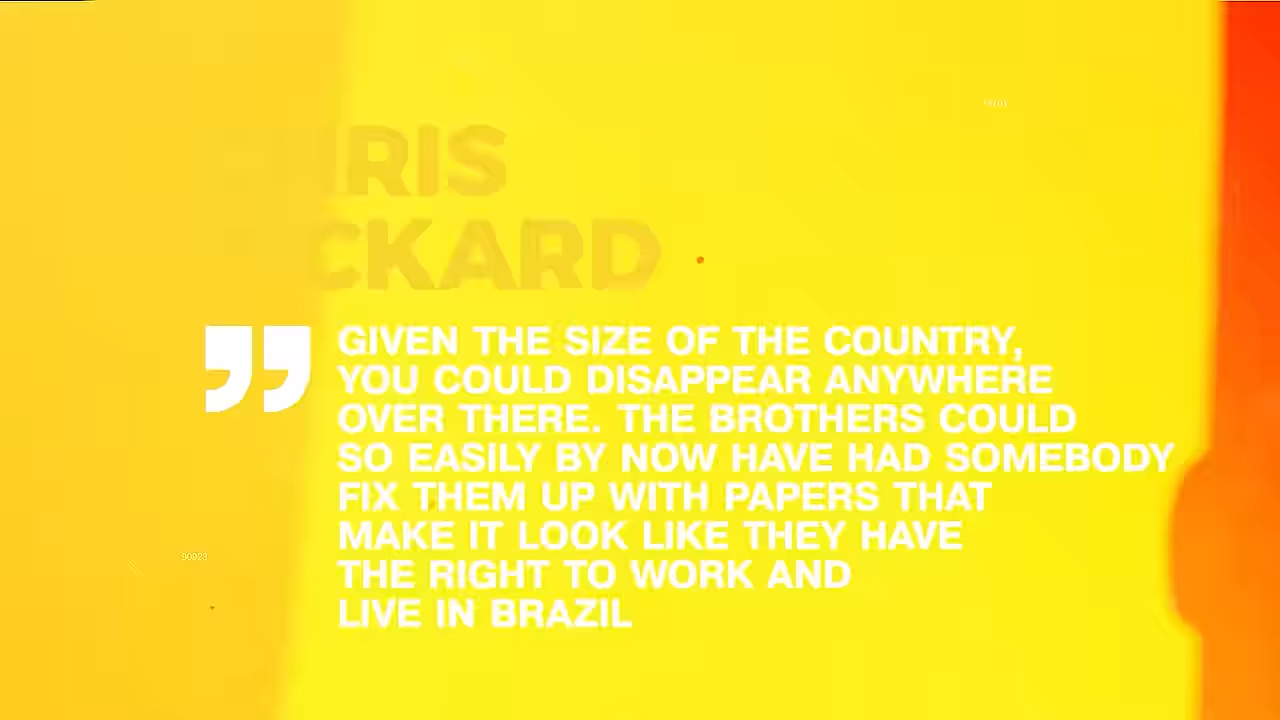 CHRIS
CKARD
GIVEN THE SIZE OF THE COUNTRY,
YOU COULD DISAPPEAR ANYWHERE
OVER THERE. THE BROTHERS COULD
SO EASILY BY NOW HAVE HAD SOMEBODY
FIX THEM UP WITH PAPERS THAT
MAKE IT LOOK LIKE THEY HAVE
THE RIGHT TO WORK AND
LIVE IN BRAZIL
90923